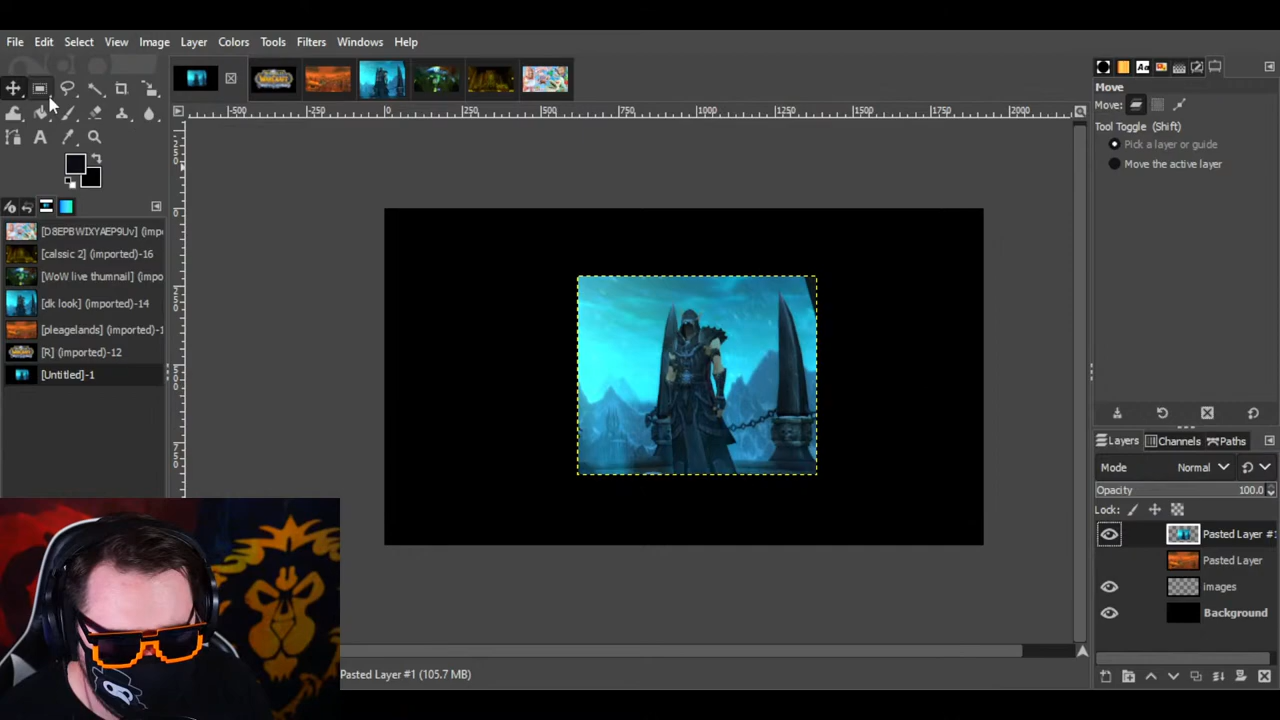 File Edit Select View Image Layer Colors Tools Filters Windows Help
-500 -250 0 250 500 750 1000 1250 1500 1750 2000
Move
Move:
Tool Toggle (Shift)
Pick a layer or guide
Move the active layer
[D8EPBWIXYAEP9Uv] (impo
[calssic 2] (imported)-16
[WoW live thumnail] (impo
[dk look] (imported)-14
[pleagelands] (imported)-1
[R] (imported)-12
[Untitled]-1
Layers Channels Paths
Mode Normal
Opacity 100.0
Lock:
Pasted Layer #1
Pasted Layer
images
Background
Pasted Layer #1 (105.7 MB)